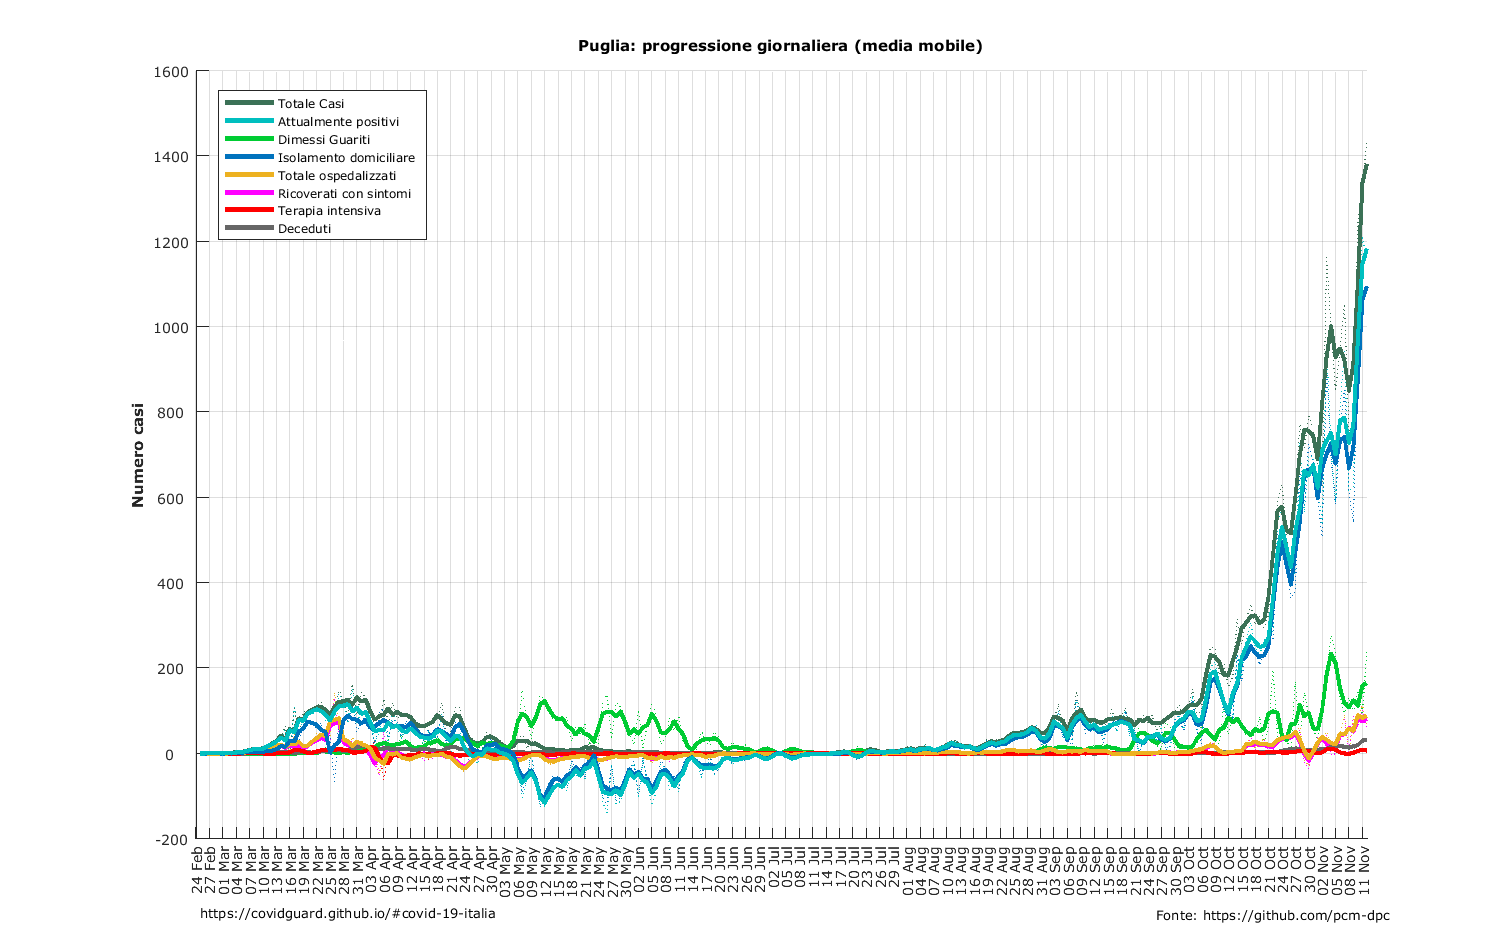 Puglia: progressione giornaliera (media mobile)
1600
1400
1200
1000
800
600
400
200
0
-200
Numero casi
Totale Casi
Attualmente positivi
Dimessi Guariti
Isolamento domiciliare
Totale ospedalizzati
Ricoverati con sintomi
Terapia intensiva
Deceduti
24 Feb
27 Feb
01 Mar
04 Mar
07 Mar
10 Mar
13 Mar
16 Mar
19 Mar
22 Mar
25 Mar
28 Mar
31 Mar
03 Apr
06 Apr
09 Apr
12 Apr
15 Apr
18 Apr
21 Apr
24 Apr
27 Apr
30 Apr
03 May
06 May
09 May
12 May
15 May
18 May
21 May
24 May
27 May
30 May
02 Jun
05 Jun
08 Jun
11 Jun
14 Jun
17 Jun
20 Jun
23 Jun
26 Jun
29 Jun
02 Jul
05 Jul
08 Jul
11 Jul
14 Jul
17 Jul
20 Jul
23 Jul
26 Jul
29 Jul
01 Aug
04 Aug
07 Aug
10 Aug
13 Aug
16 Aug
19 Aug
22 Aug
25 Aug
28 Aug
31 Aug
03 Sep
06 Sep
09 Sep
12 Sep
15 Sep
18 Sep
21 Sep
24 Sep
27 Sep
30 Sep
03 Oct
06 Oct
09 Oct
12 Oct
15 Oct
18 Oct
21 Oct
24 Oct
27 Oct
30 Oct
02 Nov
05 Nov
08 Nov
11 Nov
https://covidguard.github.io/#covid-19-italia
Fonte: https://github.com/pcm-dpc